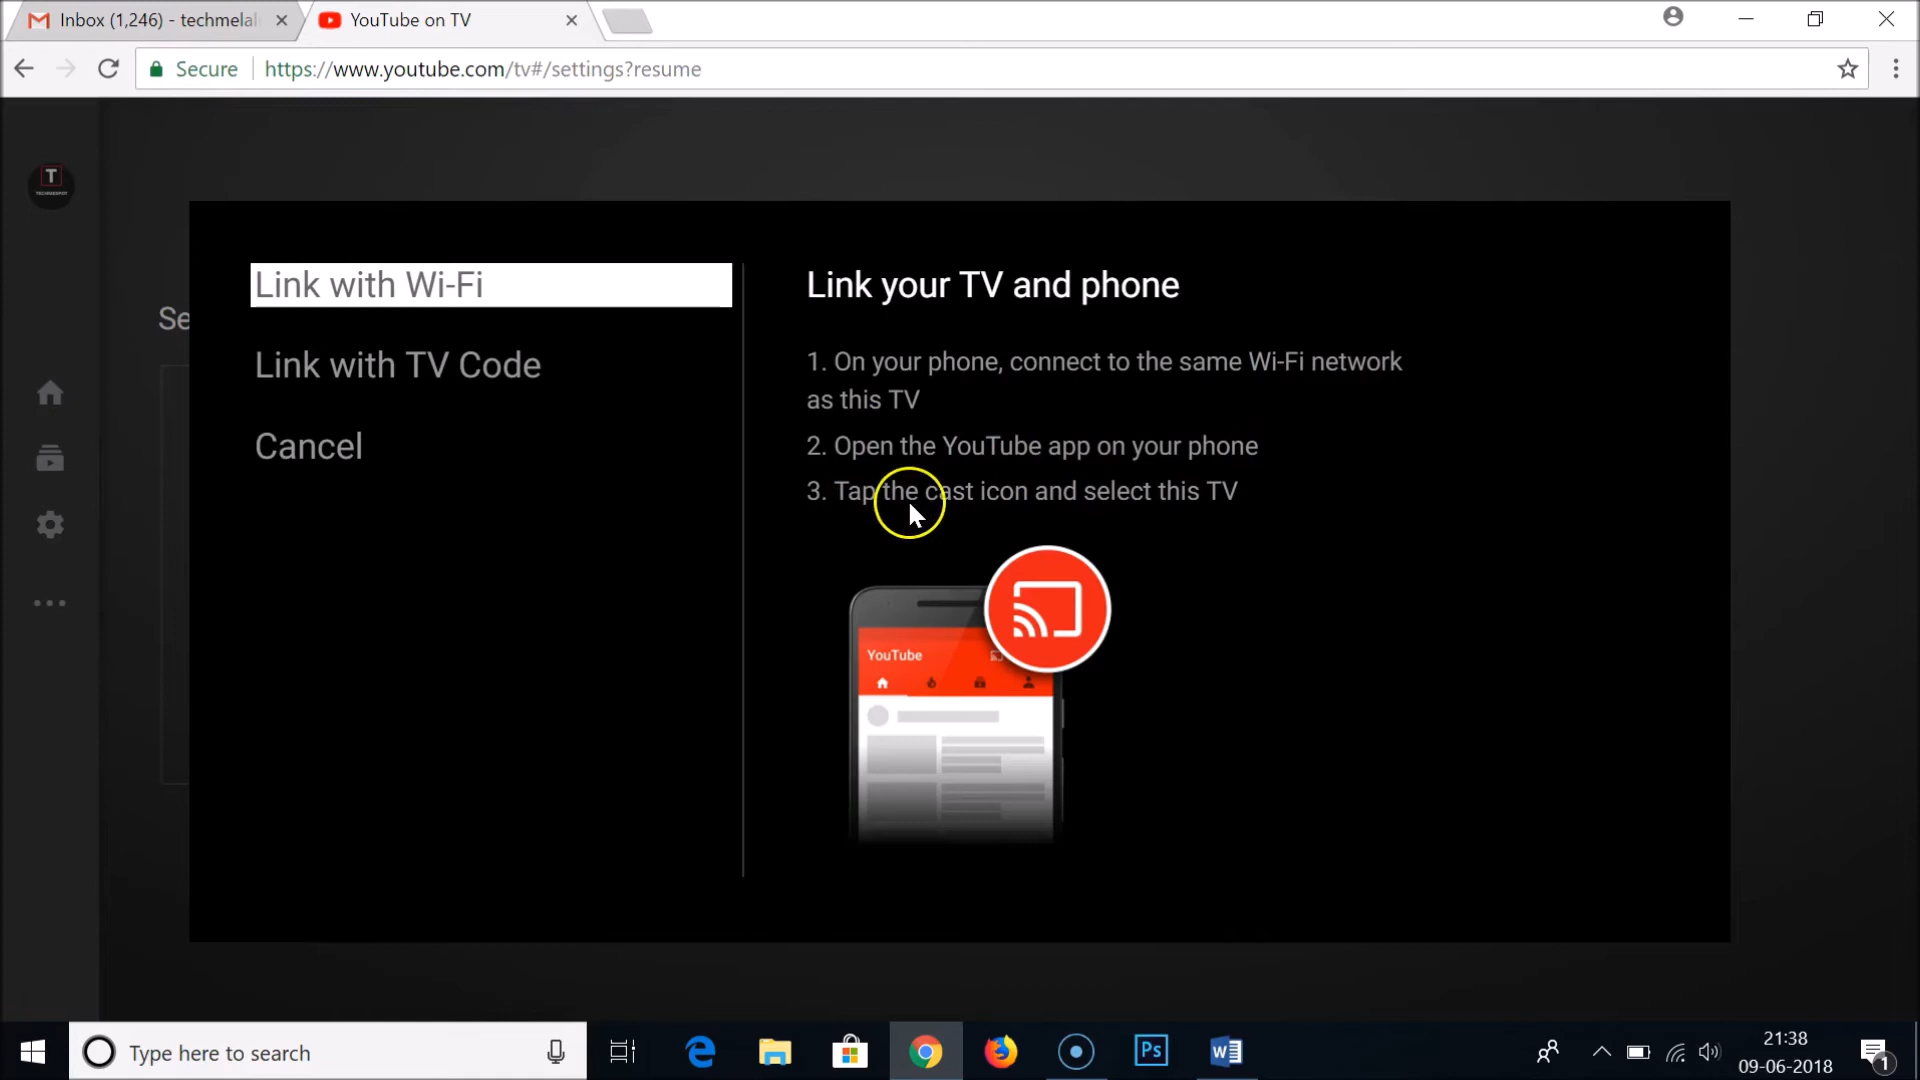 Inbox (1,246) - techmelal
YouTube on TV
Secure
https://www.youtube.com/tv#/settings?resume
T
Se
Link with Wi-Fi
Link with TV Code
Cancel
Link your TV and phone
1. On your phone, connect to the same Wi-Fi network
as this TV
2. Open the YouTube app on your phone
3. Tap the cast icon and select this TV
YouTube
Type here to search
Ps
W
21:38
09-06-2018
1